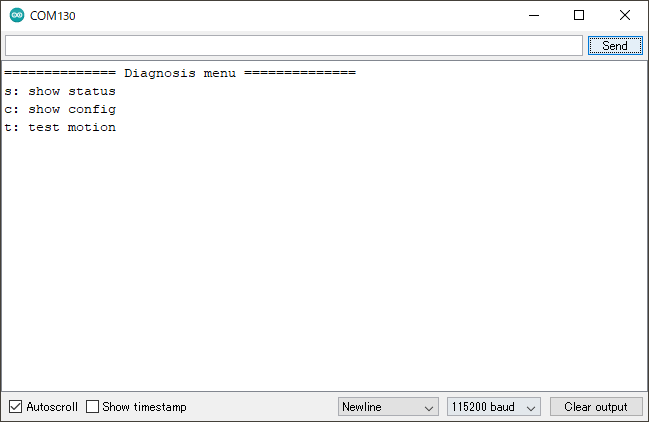 COM130
Send
============== Diagnosis menu ==============
s: show status
c: show config
t: test motion
Autoscroll
Show timestamp
Newline
115200 baud
Clear output